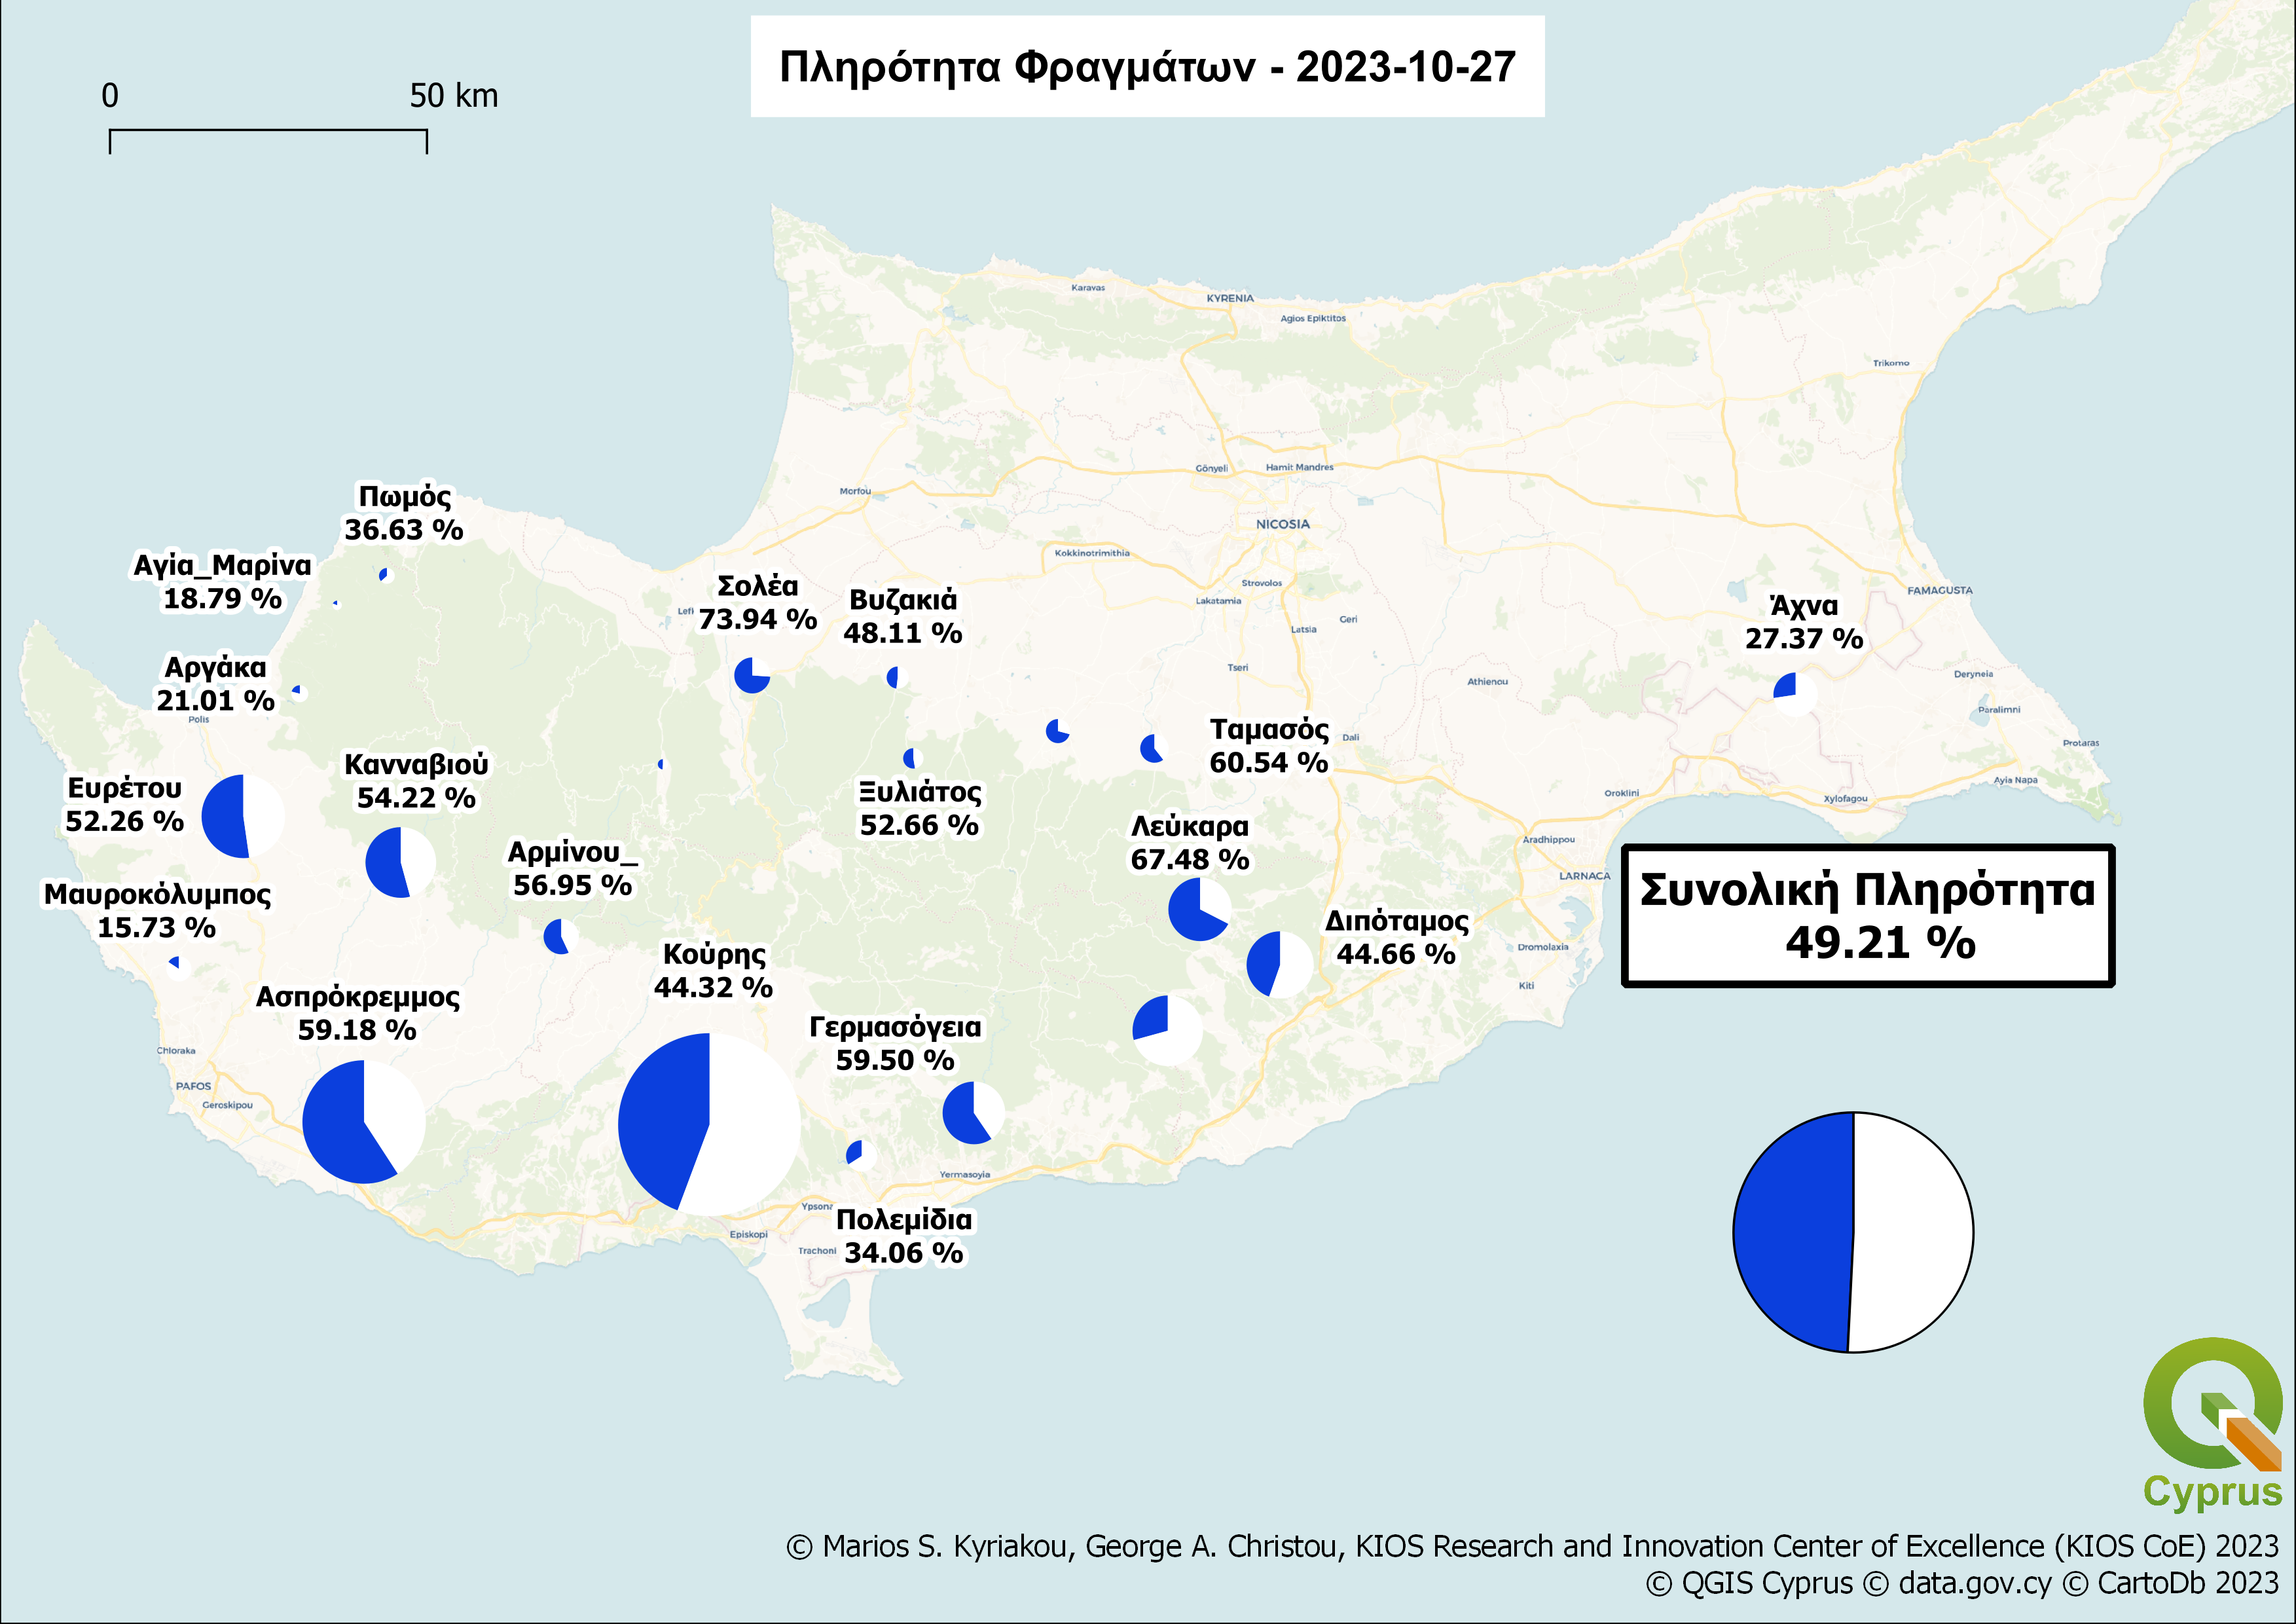 Πληρότητα Φραγμάτων - 2023-10-27
0 50 km
Karavas
KYRENIA
Agios Epiktitos
Trikomo
Gönyeli
Hamit Mandres
Morfou
Πωμός
36.63 %
NICOSIA
Kokkinotrimithia
Αγία_Μαρίνα
18.79 %
Σολέα
73.94 %
Lefk
Βυζακιά
48.11 %
Strovolos
Lakatamia
Geri
Latsia
FAMAGUSTA
Άχνα
27.37 %
Αργάκα
21.01 %
Polis
Tseri
Athienou
Deryneia
Paralimni
Ταμασός
60.54 %
Dali
Protaras
Ayia Napa
Κανναβιού
54.22 %
Ευρέτου
52.26 %
Ξυλιάτος
52.66 %
Oroklini
Xylofagou
Λεύκαρα
67.48 %
Aradhippou
Αρμίνου_
56.95 %
LARNACA
Μαυροκόλυμπος
15.73 %
Συνολική Πληρότητα
49.21 %
Διπόταμος
44.66 %
Dromolaxia
Κούρης
44.32 %
Kiti
Ασπρόκρεμμος
59.18 %
Γερμασόγεια
59.50 %
Chloraka
PAFOS
Geroskipou
Yermasoyia
Ypsona
Πολεμίδια
34.06 %
Episkopi
Trachoni
Cyprus
© Marios S. Kyriakou, George A. Christou, KIOS Research and Innovation Center of Excellence (KIOS CoE) 2023
© QGIS Cyprus © data.gov.cy © CartoDb 2023